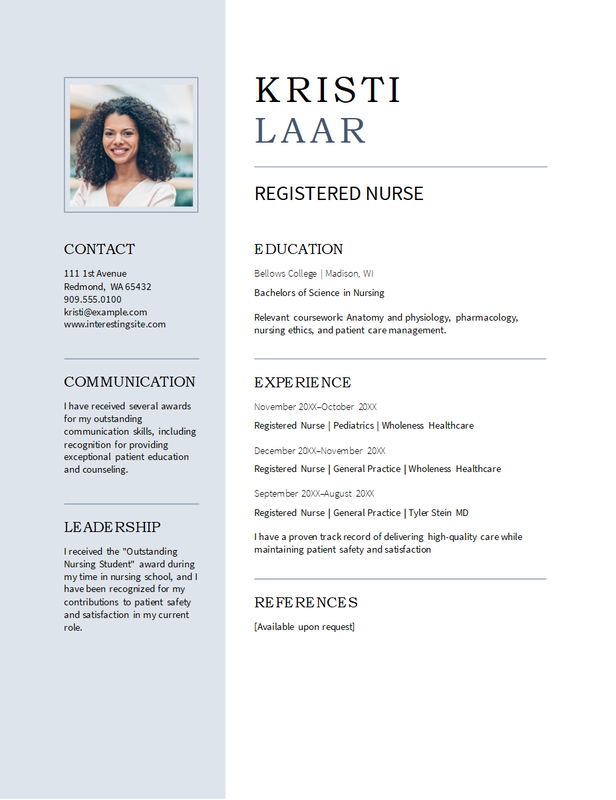 KRISTI
LAAR
REGISTERED NURSE
CONTACT
111 1st Avenue
Redmond, WA 65432
909.555.0100
kristi@example.com
www.interestingsite.com
COMMUNICATION
I have received several awards
for my outstanding
communication skills, including
recognition for providing
exceptional patient education
and counseling.
LEADERSHIP
I received the "Outstanding
Nursing Student" award during
my time in nursing school, and I
have been recognized for my
contributions to patient safety
and satisfaction in my current
role.
EDUCATION
Bellows College | Madison, WI
Bachelors of Science in Nursing
Relevant coursework: Anatomy and physiology, pharmacology,
nursing ethics, and patient care management.
EXPERIENCE
November 20XX–October 20XX
Registered Nurse | Pediatrics | Wholeness Healthcare
December 20XX–November 20XX
Registered Nurse | General Practice | Wholeness Healthcare
September 20XX–August 20XX
Registered Nurse | General Practice | Tyler Stein MD
I have a proven track record of delivering high-quality care while
maintaining patient safety and satisfaction
REFERENCES
[Available upon request]